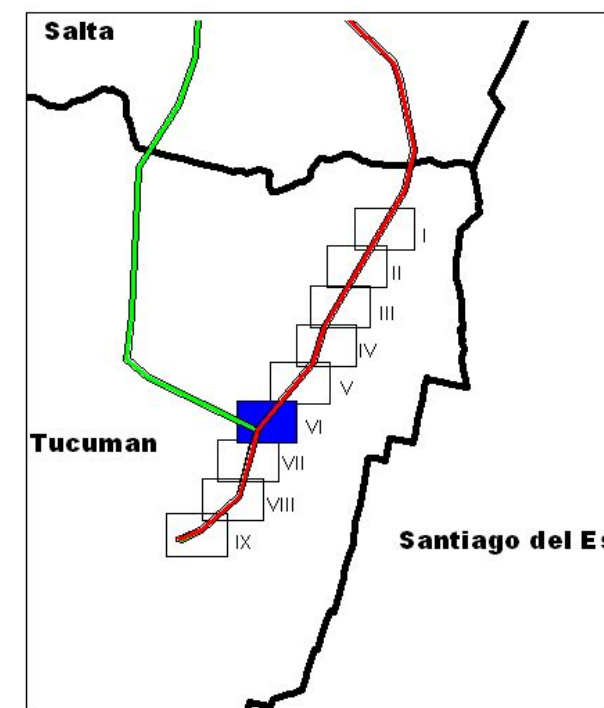 Salta
I
II
III
IV
V
VI
Tucuman
VII
VIII
IX
Santiago del Es